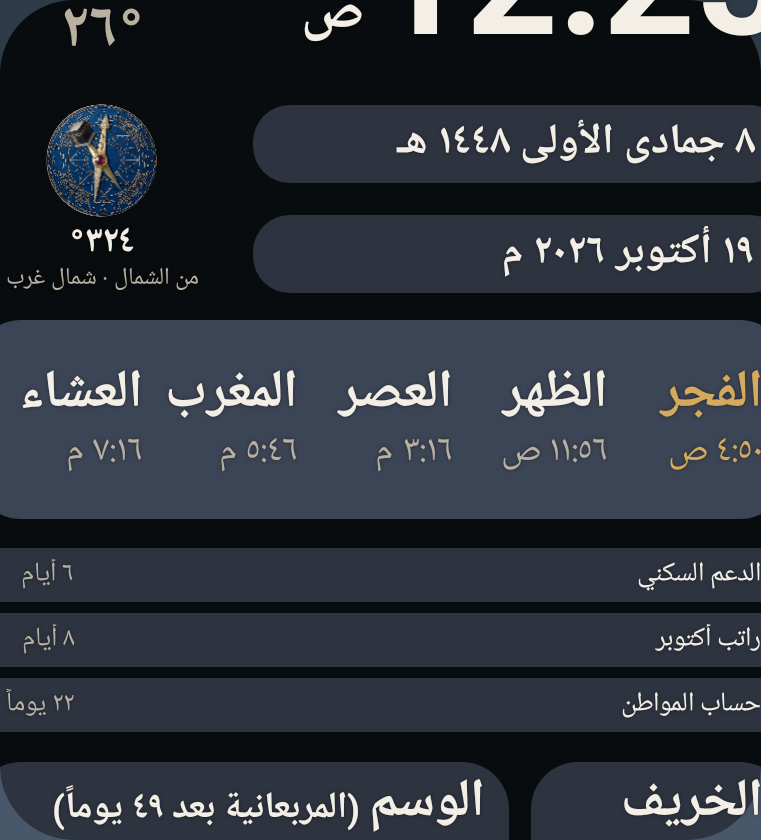 ص ٢٦°
٨ جمادى الأولى ١٤٤٨ هـ
١٩ أكتوبر ٢٠٢٦ م
٣٢٤°
من الشمال · شمال غرب
الفجر الظهر العصر المغرب العشاء
٤:٥٠ ص ١١:٥٦ ص ٣:١٦ م ٥:٤٦ م ٧:١٦ م
الدعم السكني ٦ أيام
راتب أكتوبر ٨ أيام
حساب المواطن ٢٢ يوماً
الخريف الوسم (المربعانية بعد ٤٩ يوماً)